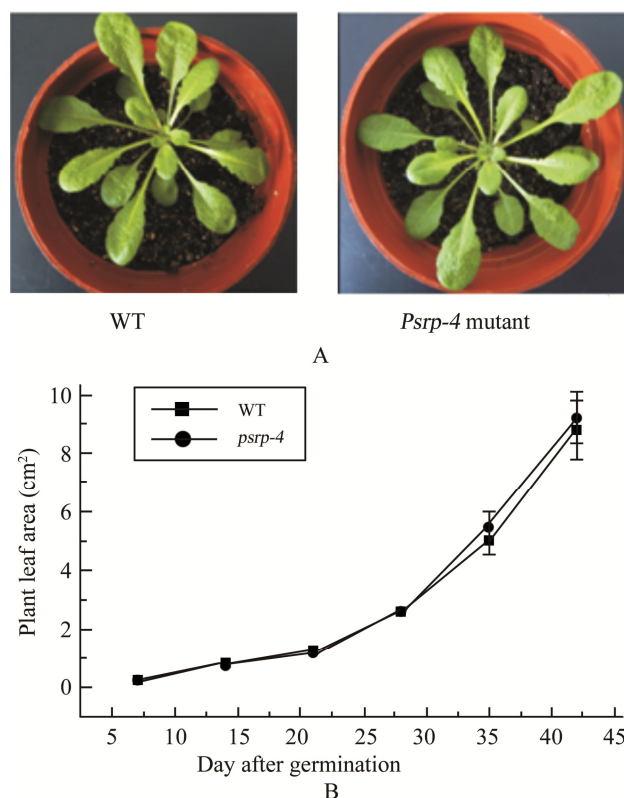 WT
Psrp-4 mutant
A
10
8
6
4
2
0
Plant leaf area (cm²)
WT
psrp-4
5
10
15
20
25
30
35
40
45
Day after germination
B